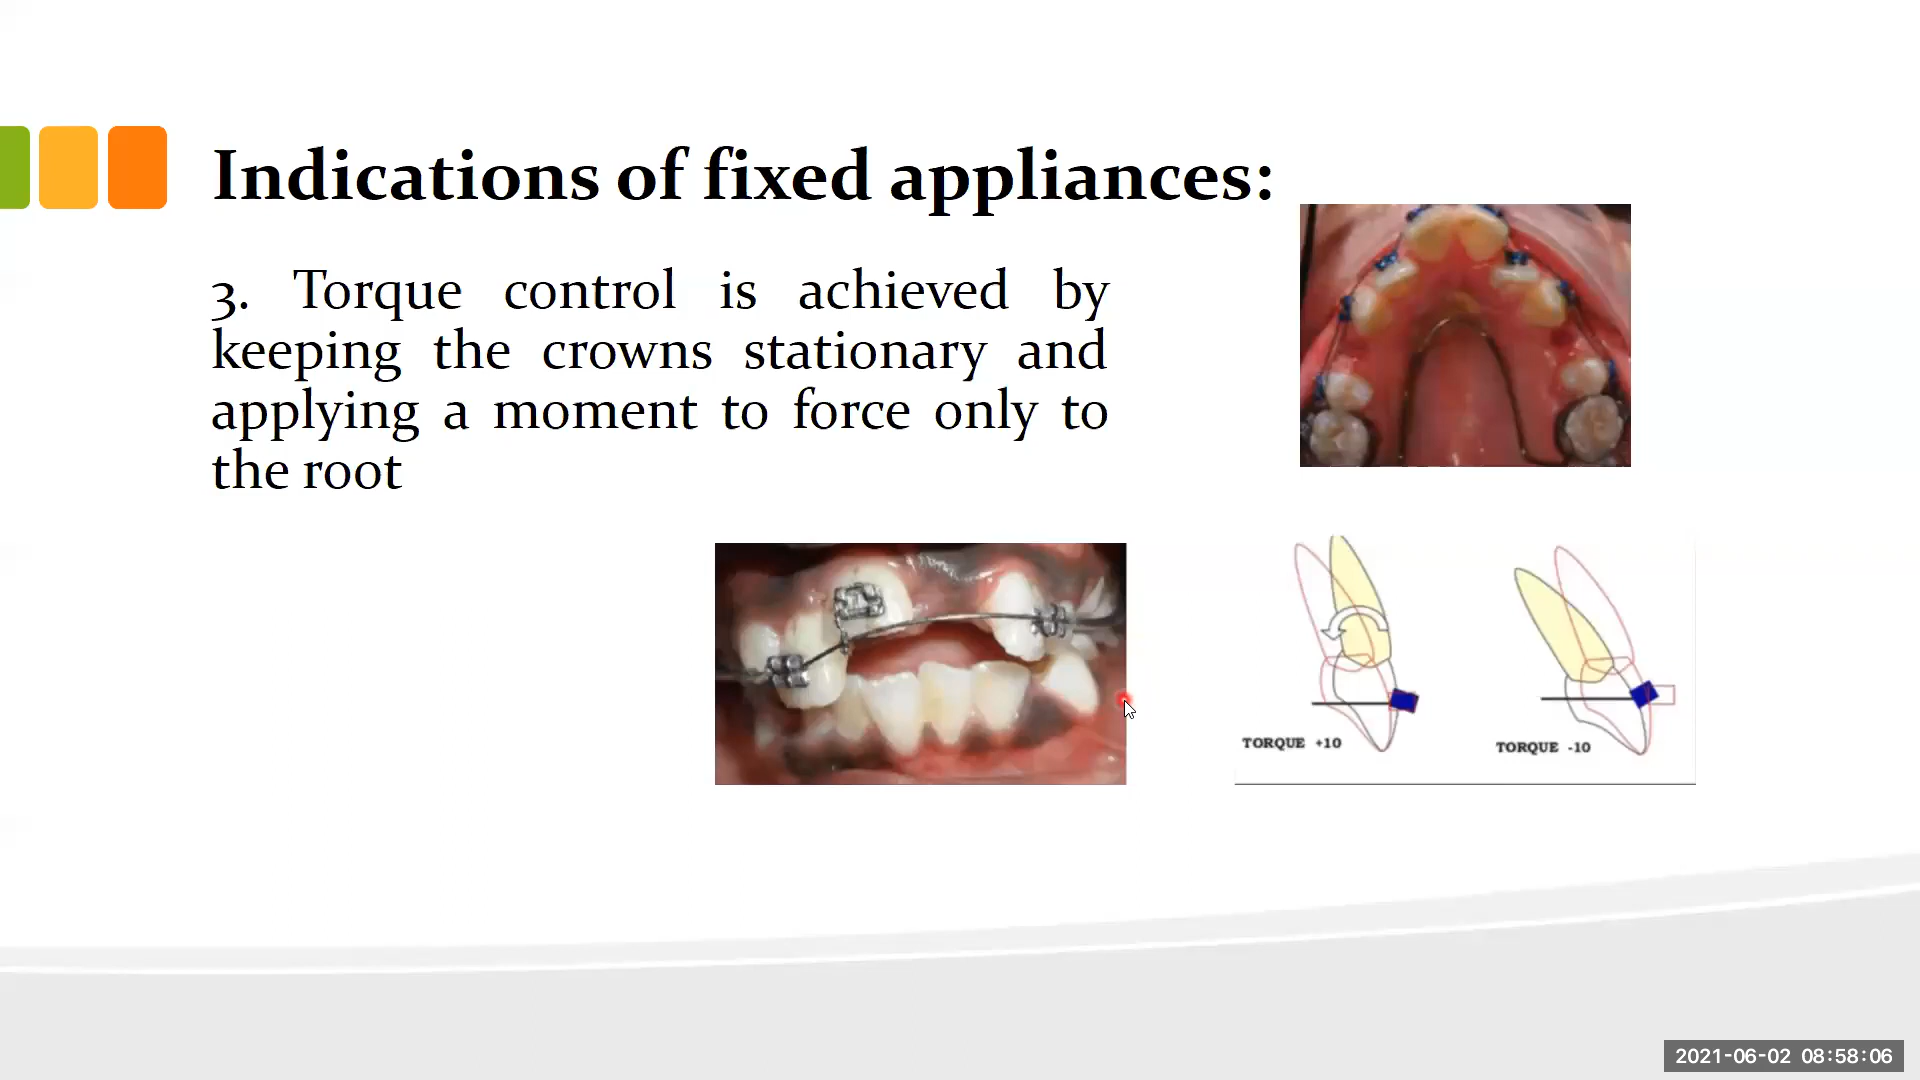 Indications of fixed appliances:
3. Torque control is achieved by
keeping the crowns stationary and
applying a moment to force only to
the root
TORQUE +10
TORQUE -10
2021-06-02 08:58:06